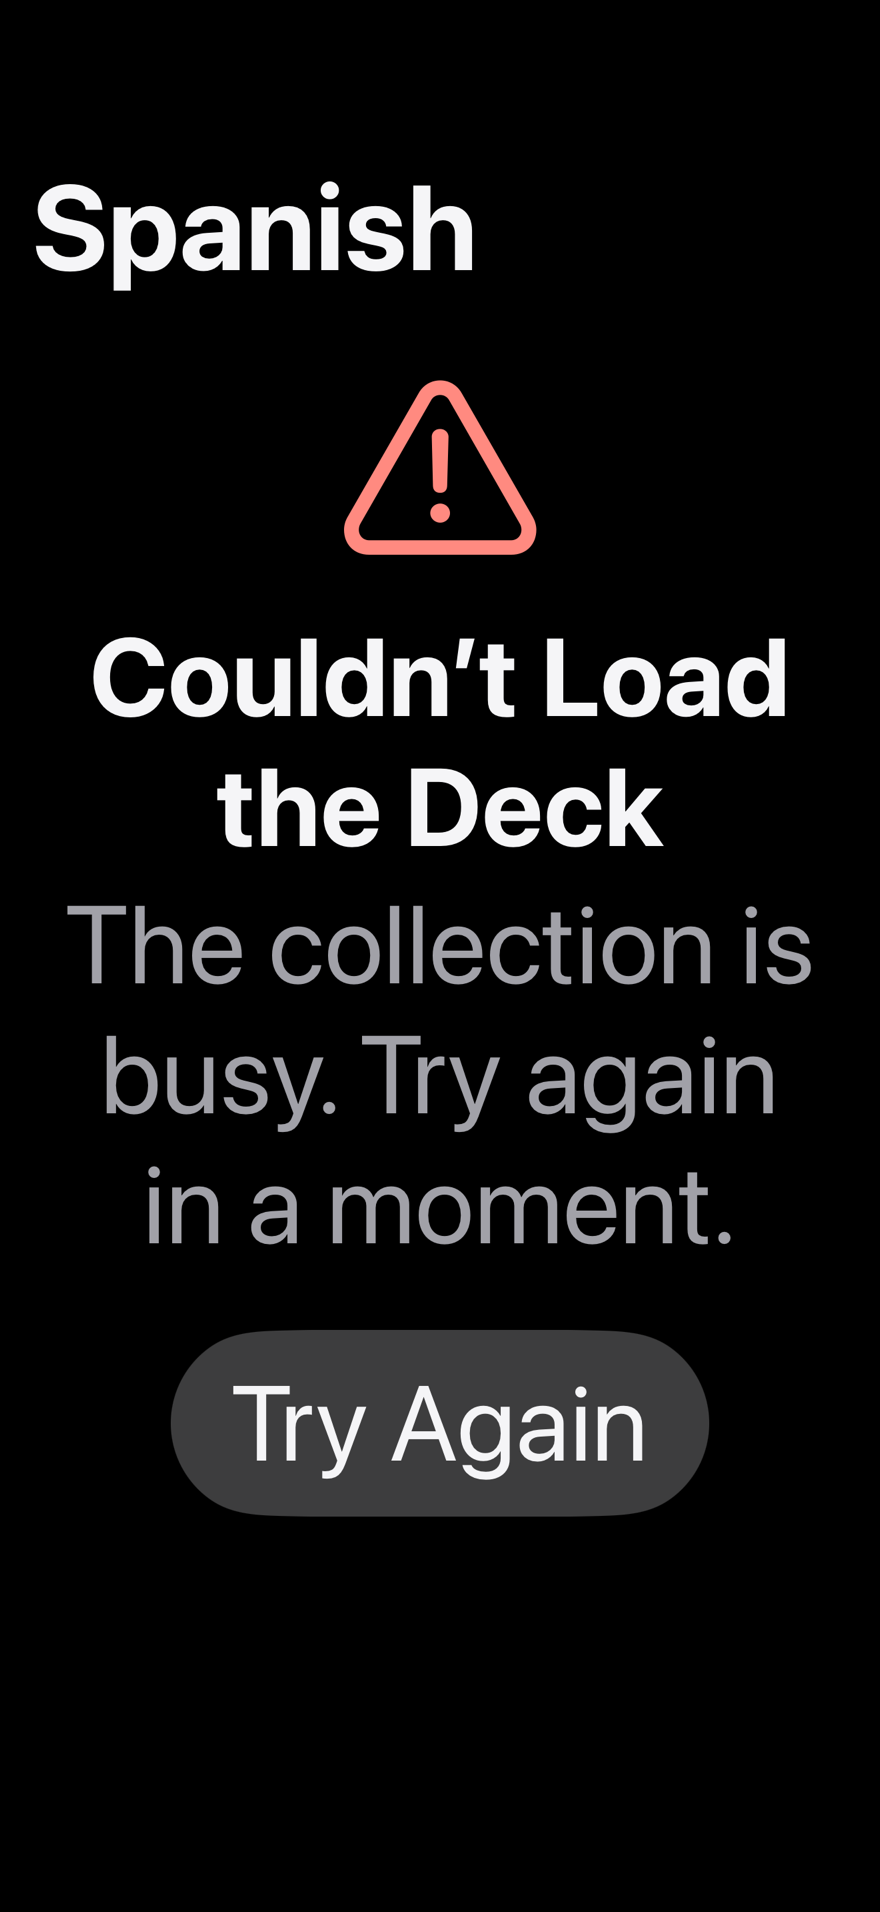 Spanish
Couldn’t Load
the Deck
The collection is
busy. Try again
in a moment.
Try Again